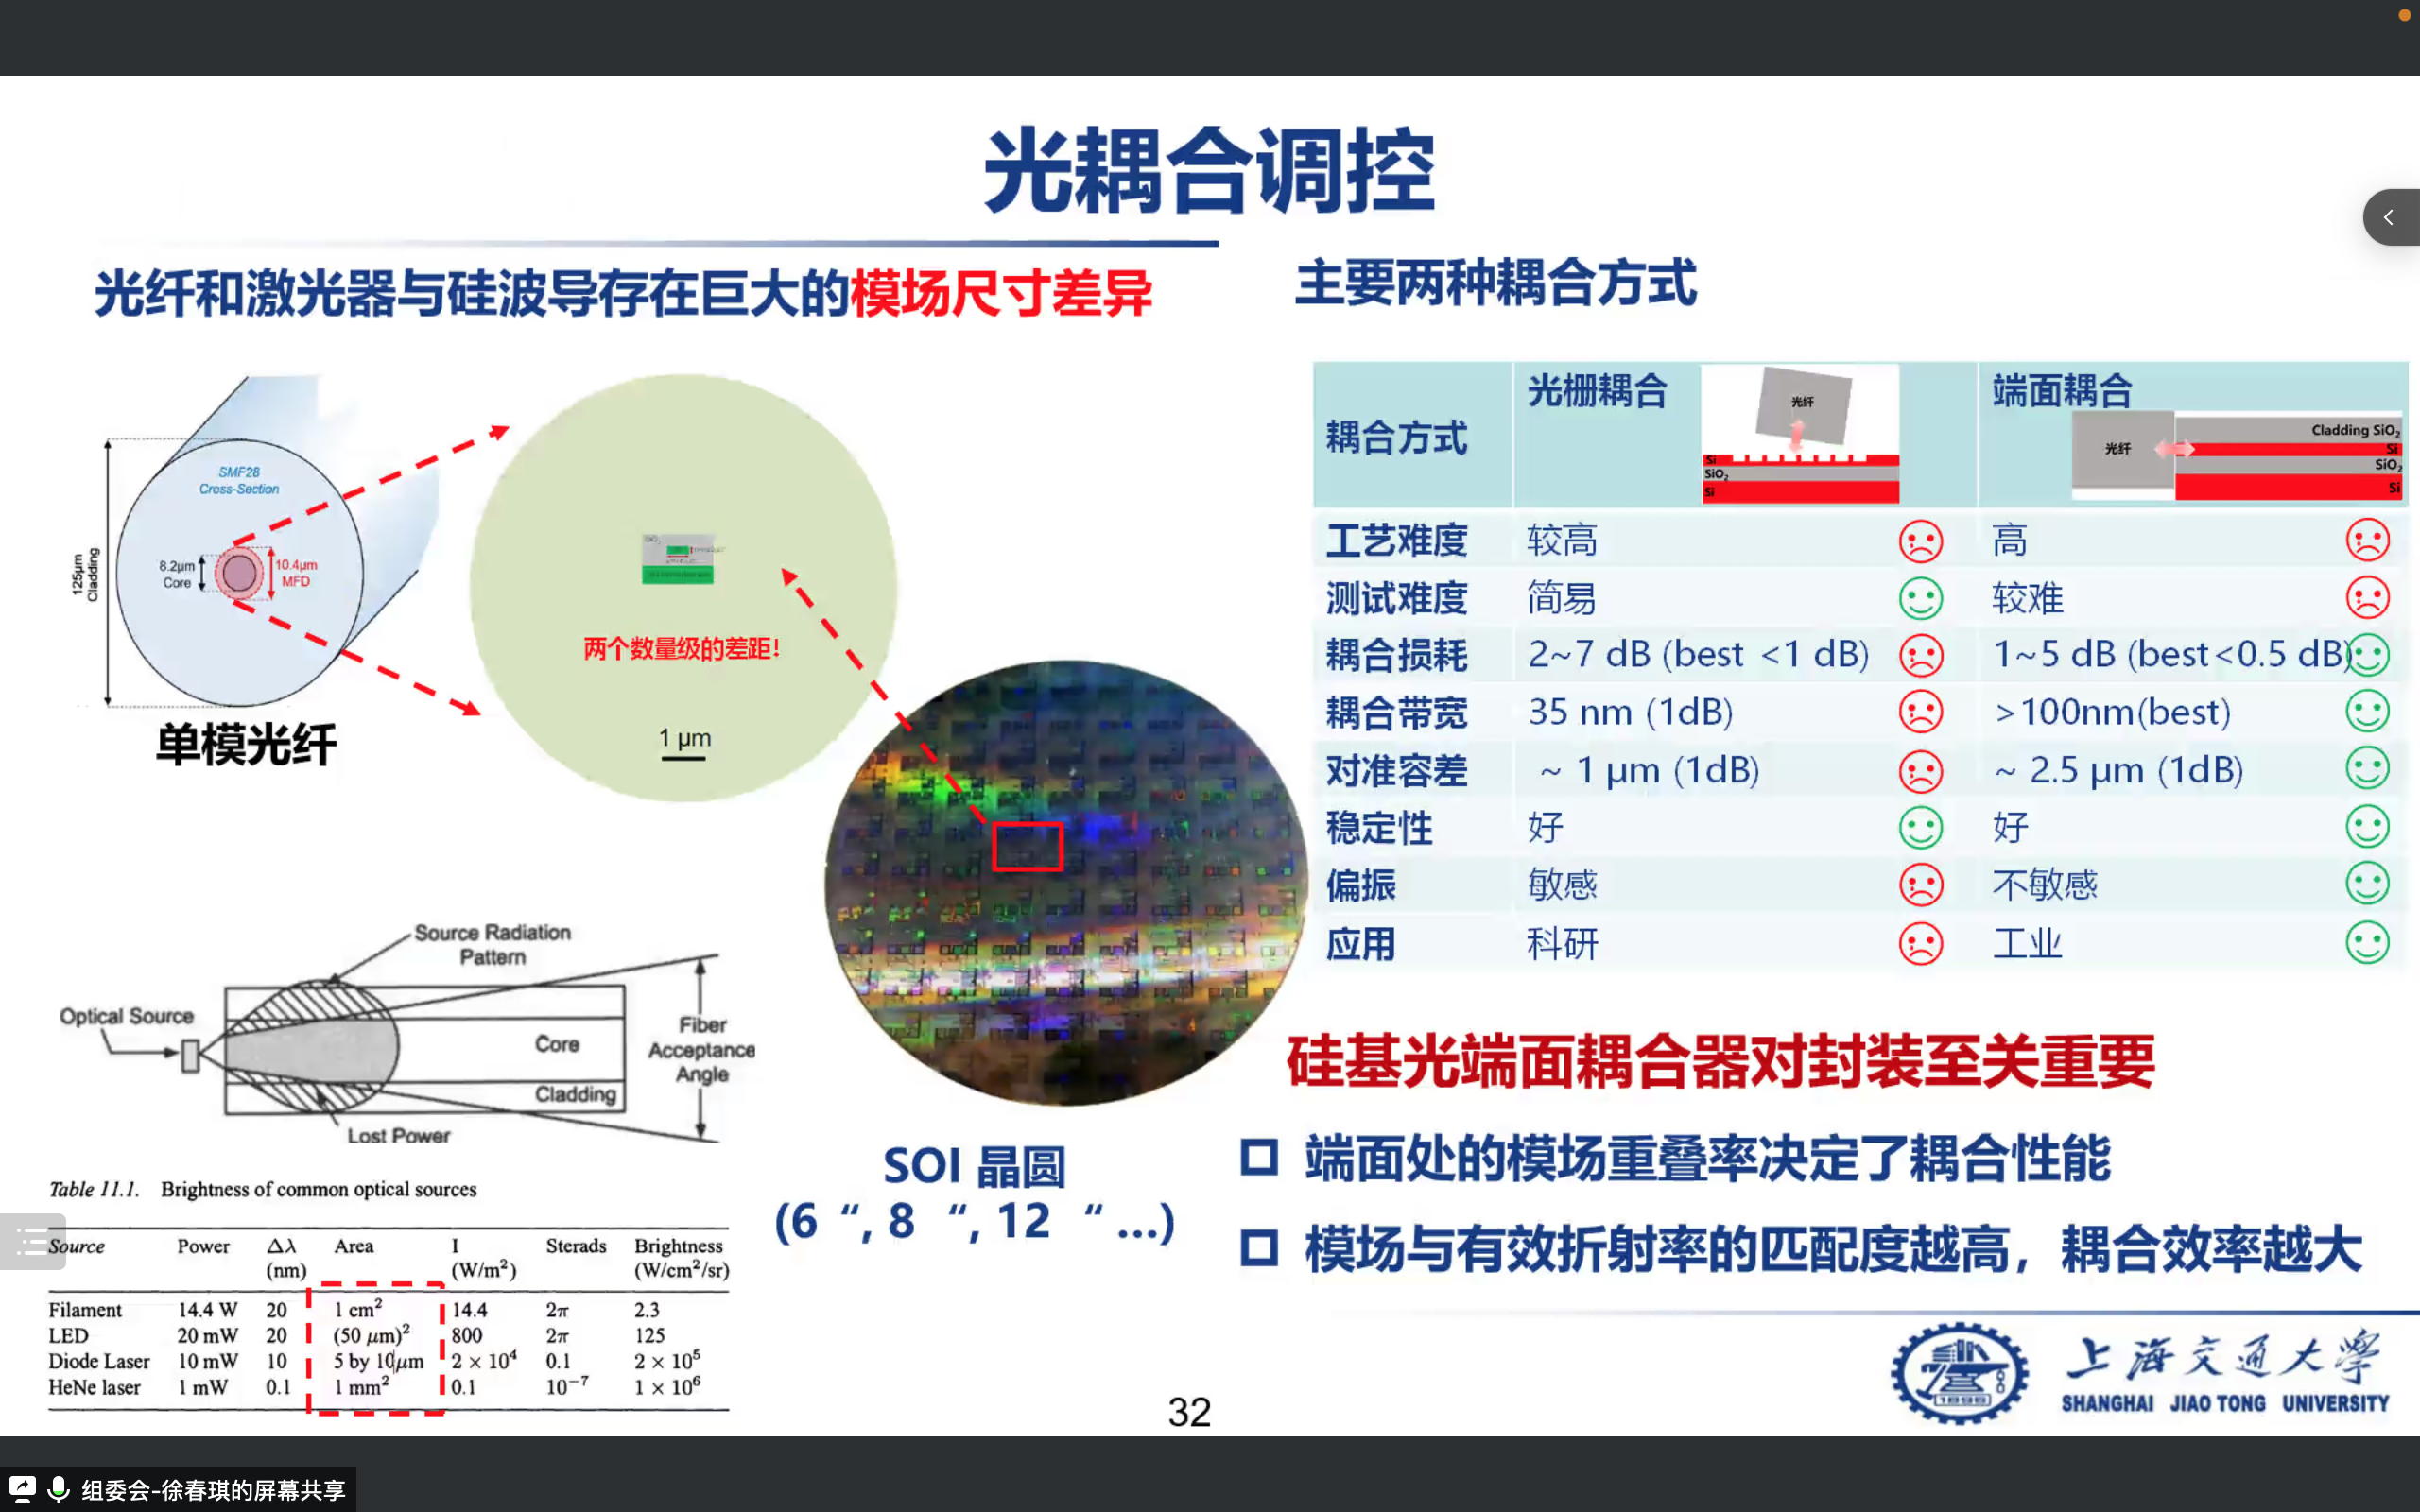 光耦合调控
光纤和激光器与硅波导存在巨大的模场尺寸差异
SMF28
Cross-Section
125μm
Cladding
8.2μm
Core
10.4μm
MFD
单模光纤
两个数量级的差距!
1 μm
Source Radiation
Pattern
Optical Source
Core
Cladding
Fiber
Acceptance
Angle
Lost Power
Table 11.1. Brightness of common optical sources
Source Power Δλ (nm) Area I (W/m²) Sterads Brightness (W/cm²/sr)
Filament 14.4 W 20 1 cm² 14.4 2π 2.3
LED 20 mW 20 (50 μm)² 800 2π 125
Diode Laser 10 mW 10 5 by 10μm 2 × 10⁴ 0.1 2 × 10⁵
HeNe laser 1 mW 0.1 1 mm² 0.1 10⁻⁷ 1 × 10⁶
SOI 晶圆
(6 “, 8 “, 12 “ ...)
主要两种耦合方式
耦合方式 光栅耦合 端面耦合
光纤
Si
SiO₂
Si
光纤
Cladding SiO₂
Si
SiO₂
Si
工艺难度 较高 高
测试难度 简易 较难
耦合损耗 2~7 dB (best <1 dB) 1~5 dB (best<0.5 dB)
耦合带宽 35 nm (1dB) >100nm(best)
对准容差 ~ 1 μm (1dB) ~ 2.5 μm (1dB)
稳定性 好 好
偏振 敏感 不敏感
应用 科研 工业
硅基光端面耦合器对封装至关重要
端面处的模场重叠率决定了耦合性能
模场与有效折射率的匹配度越高，耦合效率越大
1896
上海交通大学
SHANGHAI JIAO TONG UNIVERSITY
32
组委会-徐春琪的屏幕共享